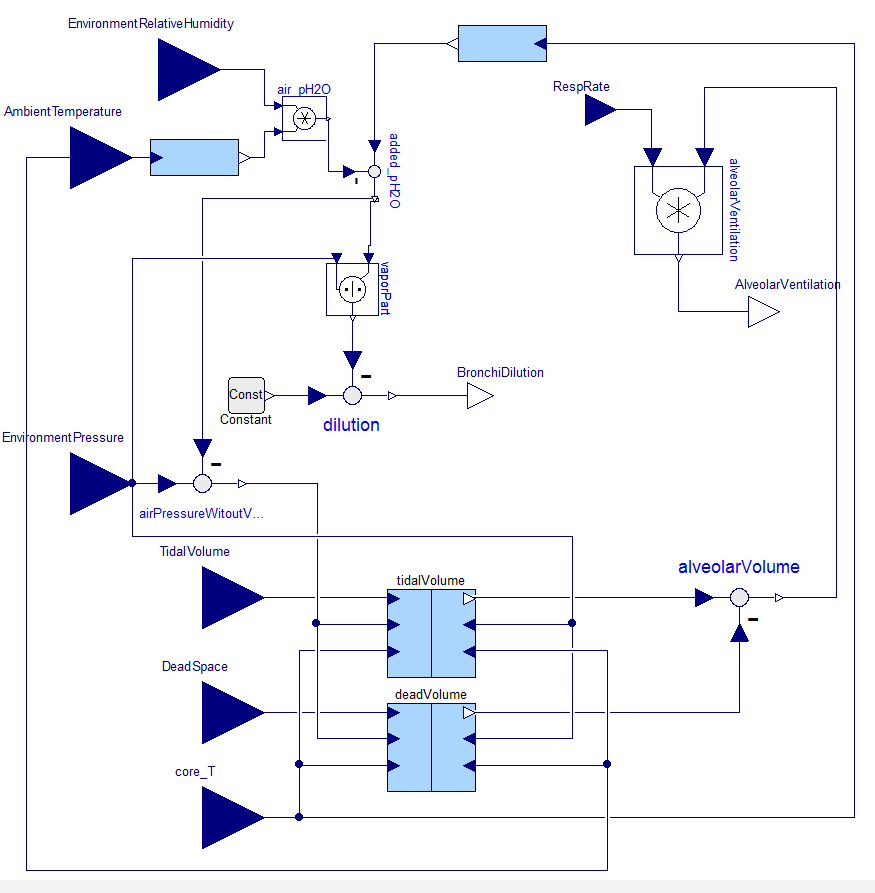 EnvironmentRelativeHumidity
RespRate
air_pH2O
AmbientTemperature
added_pH2O
alveolarVentilation
vaporPart
AlveolarVentilation
BronchiDilution
Const
Constant
dilution
EnvironmentPressure
airPressureWitoutV...
TidalVolume
tidalVolume
alveolarVolume
DeadSpace
deadVolume
core_T